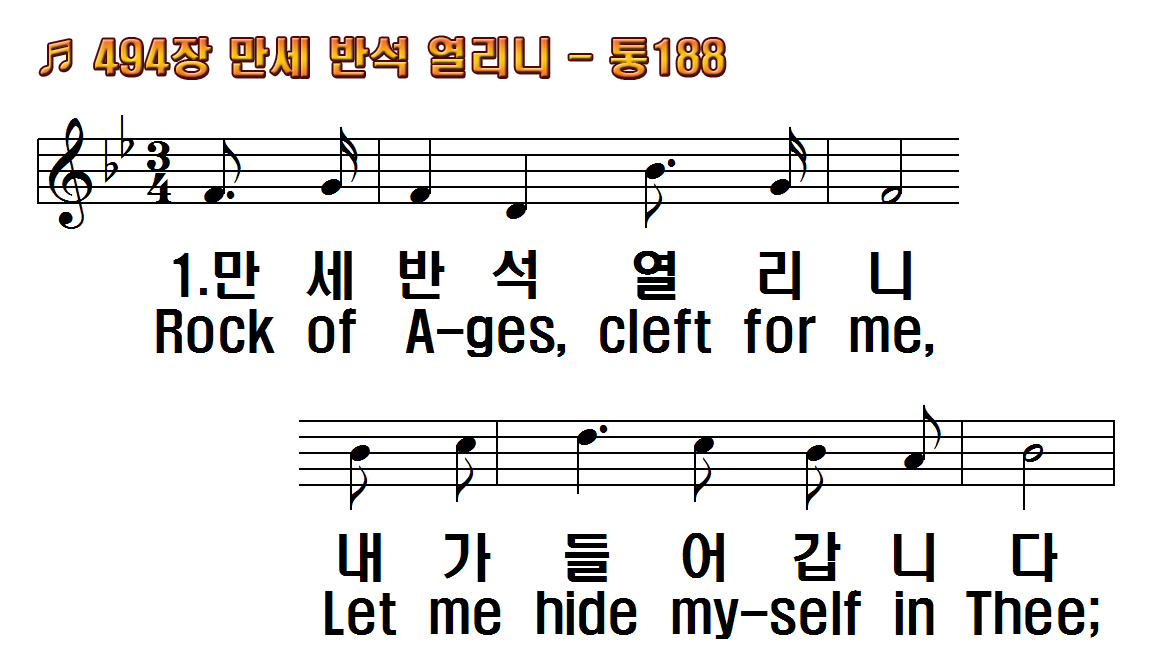 ♬ 494장 만세 반석 열리니 - 통188
3
4
1.만 세 반 석 열 리 니
Rock of A-ges, cleft for me,
내 가 들 어 갑 니 다
Let me hide my-self in Thee;